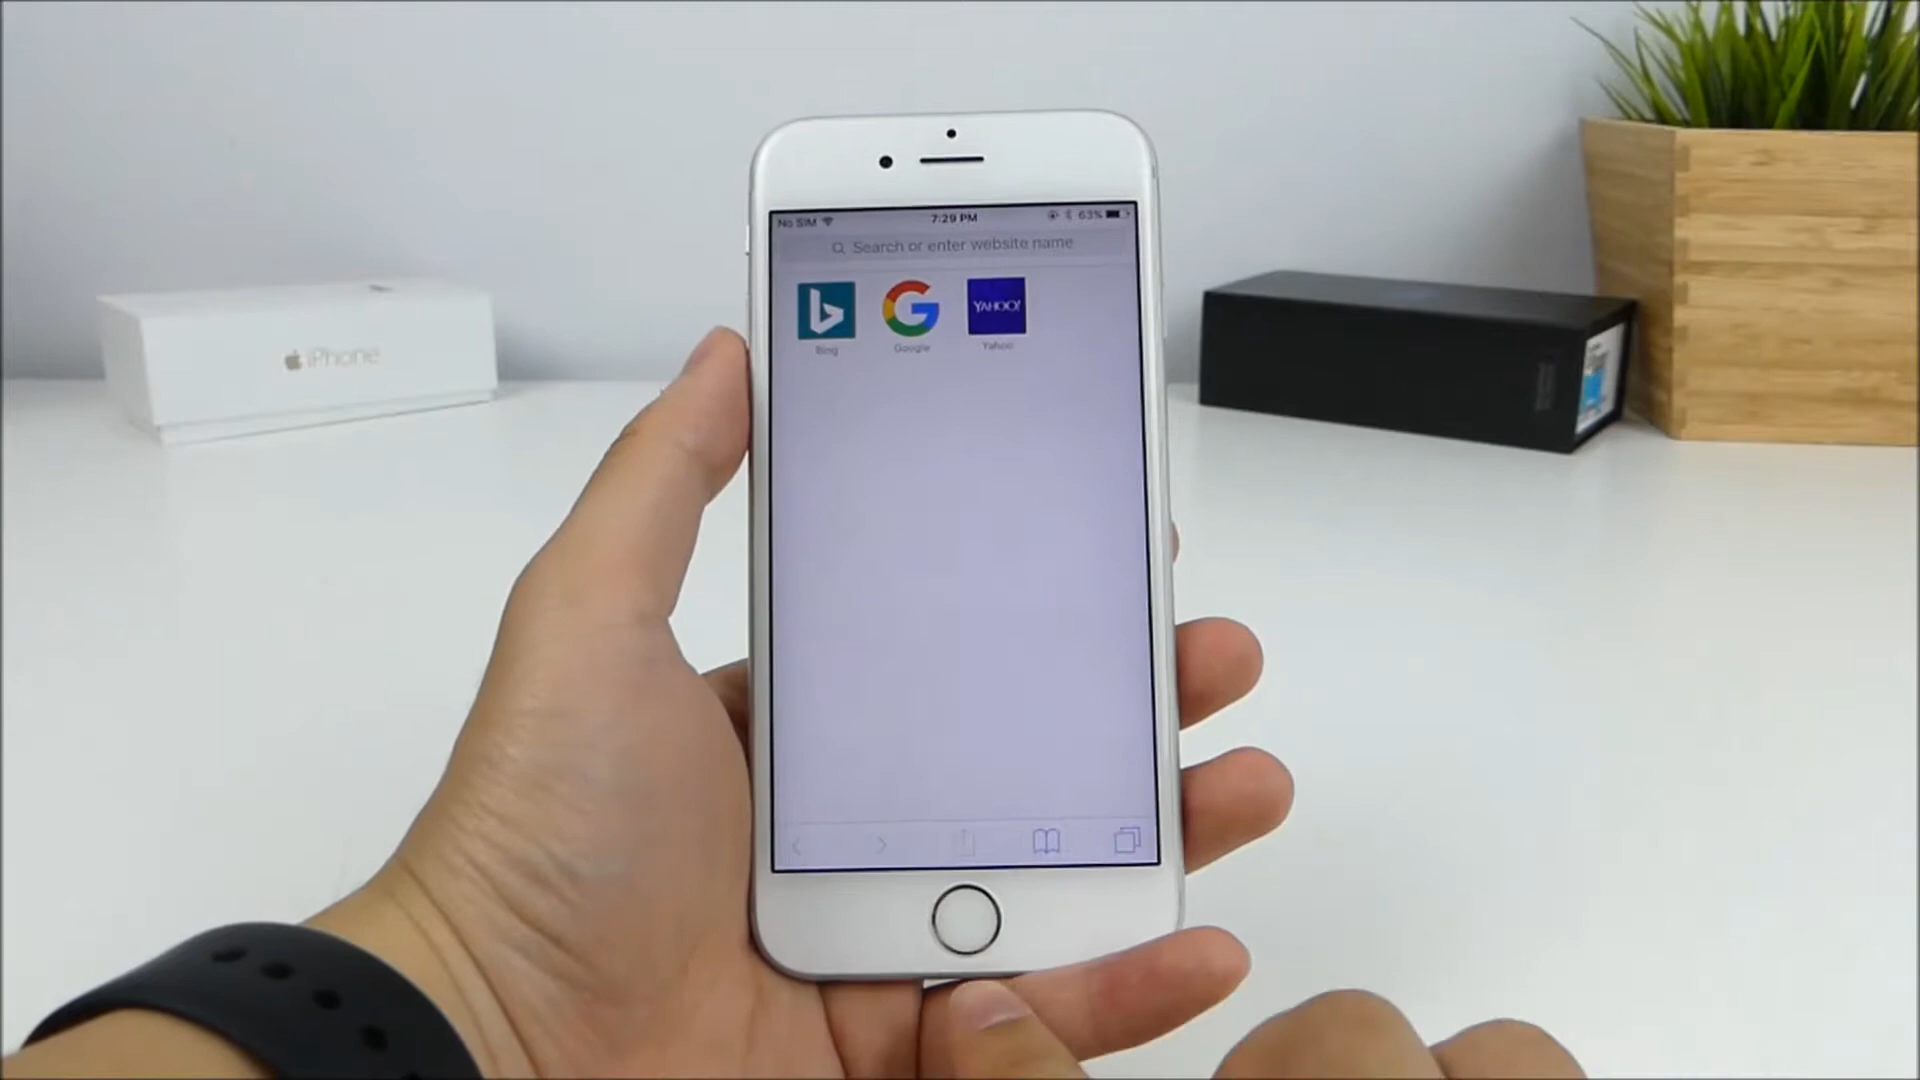 No SIM 7:29 PM 63%
Search or enter website name
YAHOO!
Bing Google Yahoo
iPhone